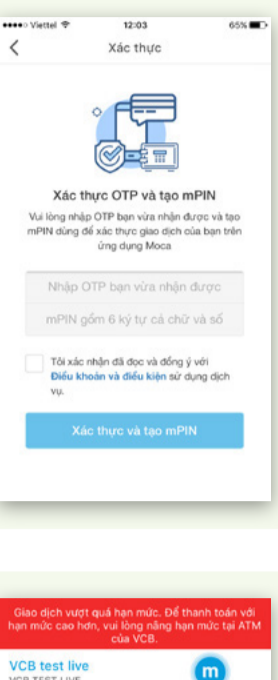 Viettel 12:03 65%
Xác thực
Xác thực OTP và tạo mPIN
Vui lòng nhập OTP bạn vừa nhận được và tạo
mPIN dùng để xác thực giao dịch của bạn trên
ứng dụng Moca
Nhập OTP bạn vừa nhận được
mPIN gồm 6 ký tự cả chữ và số
Tôi xác nhận đã đọc và đồng ý với
Điều khoản và điều kiện sử dụng dịch
vụ.
Xác thực và tạo mPIN
Giao dịch vượt quá hạn mức. Để thanh toán với
hạn mức cao hơn, vui lòng nâng hạn mức tại ATM
của VCB.
VCB test live
m
VCB TEST LIVE